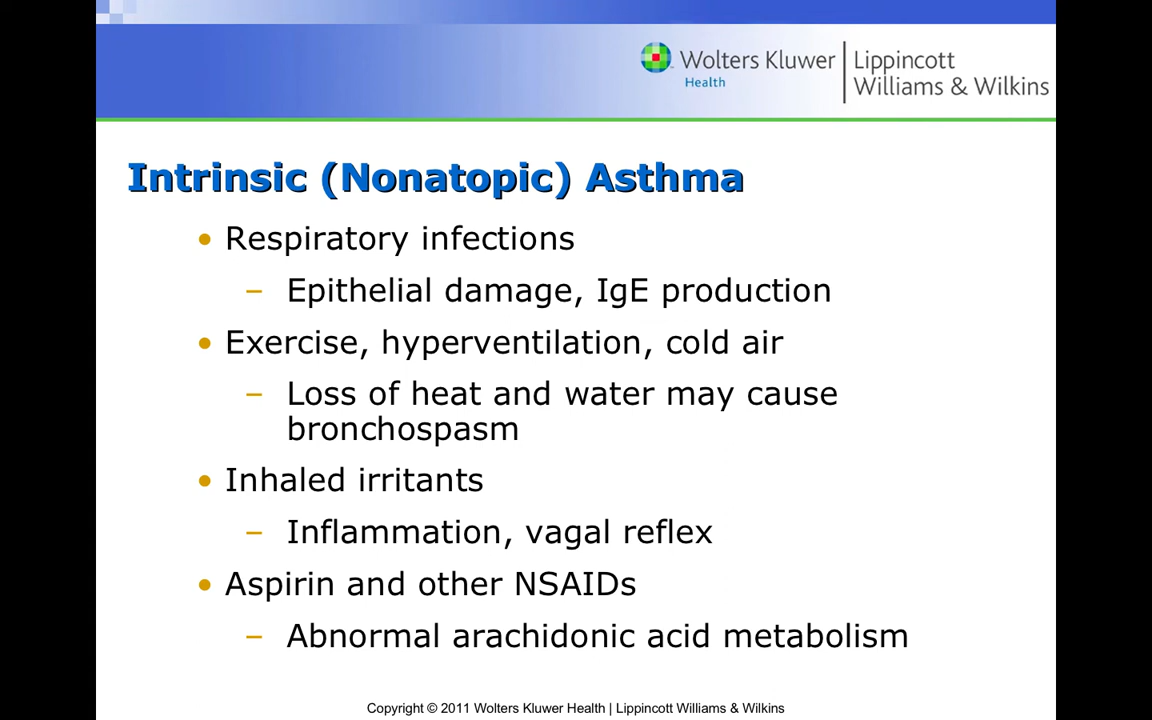 Wolters Kluwer
Health
Lippincott
Williams & Wilkins
Intrinsic (Nonatopic) Asthma
• Respiratory infections
– Epithelial damage, IgE production
• Exercise, hyperventilation, cold air
– Loss of heat and water may cause
bronchospasm
• Inhaled irritants
– Inflammation, vagal reflex
• Aspirin and other NSAIDs
– Abnormal arachidonic acid metabolism
Copyright © 2011 Wolters Kluwer Health | Lippincott Williams & Wilkins